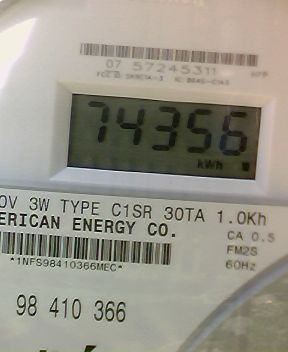 07 57245311
74356
kWh
0V 3W TYPE C1SR 30TA 1.0Kh
ERICAN ENERGY CO.
CA 0.5
FM2S
60Hz
*1NFS98410366MEC*
98 410 366